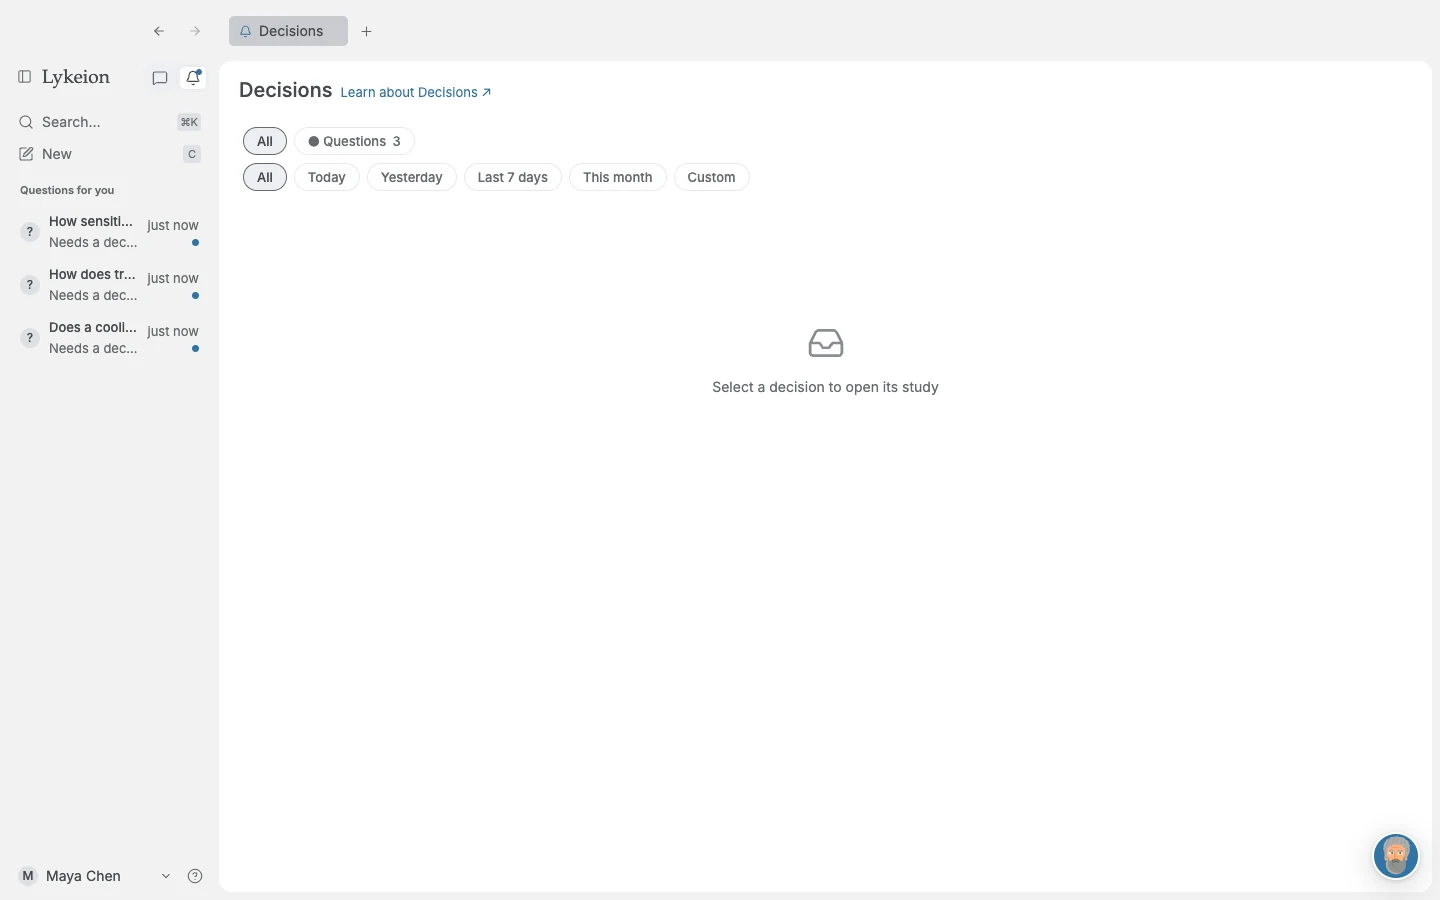 Decisions
Lykeion
Search...
⌘K
New
C
Questions for you
How sensiti...
just now
Needs a dec...
How does tr...
just now
Needs a dec...
Does a cooli...
just now
Needs a dec...
Maya Chen
M
Decisions Learn about Decisions ↗
All
Questions 3
All
Today
Yesterday
Last 7 days
This month
Custom
Select a decision to open its study